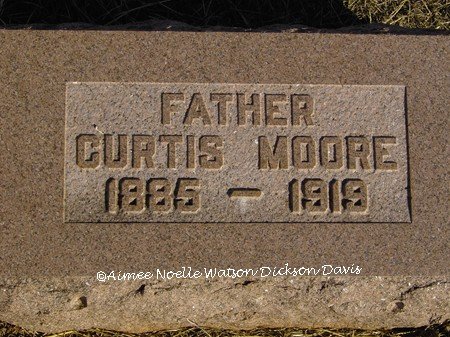 FATHER
CURTIS MOORE
1885 - 1919
©Aimee Noelle Watson Dickson Davis